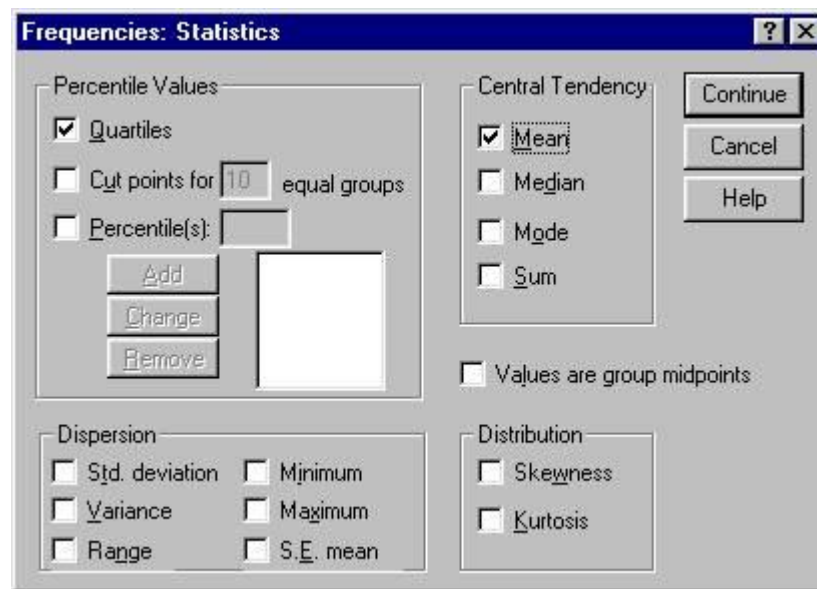 Frequencies: Statistics
Percentile Values
Quartiles
Cut points for 10 equal groups
Percentile(s):
Add
Change
Remove
Central Tendency
Mean
Median
Mode
Sum
Continue
Cancel
Help
Values are group midpoints
Dispersion
Std. deviation
Minimum
Variance
Maximum
Range
S.E. mean
Distribution
Skewness
Kurtosis